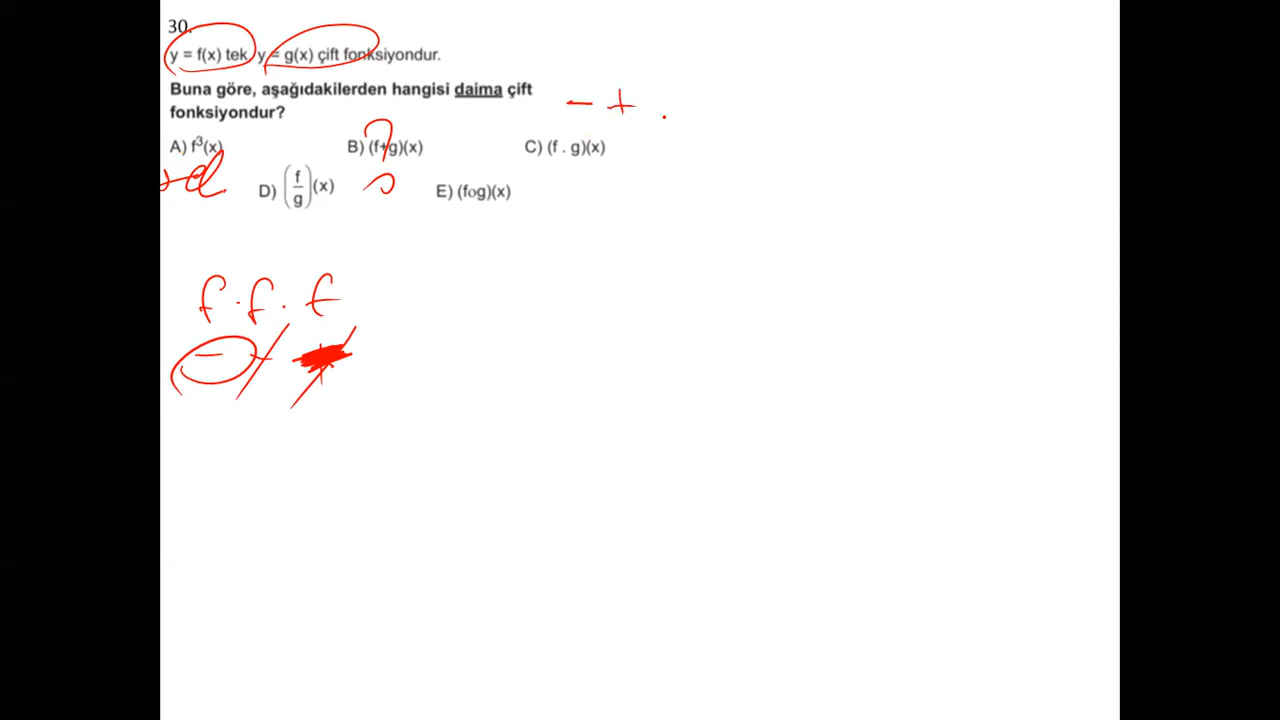 30.
y = f(x) tek, y = g(x) çift fonksiyondur.
Buna göre, aşağıdakilerden hangisi daima çift
fonksiyondur?
- + .
A) f³(x) B) (f+g)(x) C) (f . g)(x)
D) (f/g)(x) E) (fog)(x)
f . f . f
- +